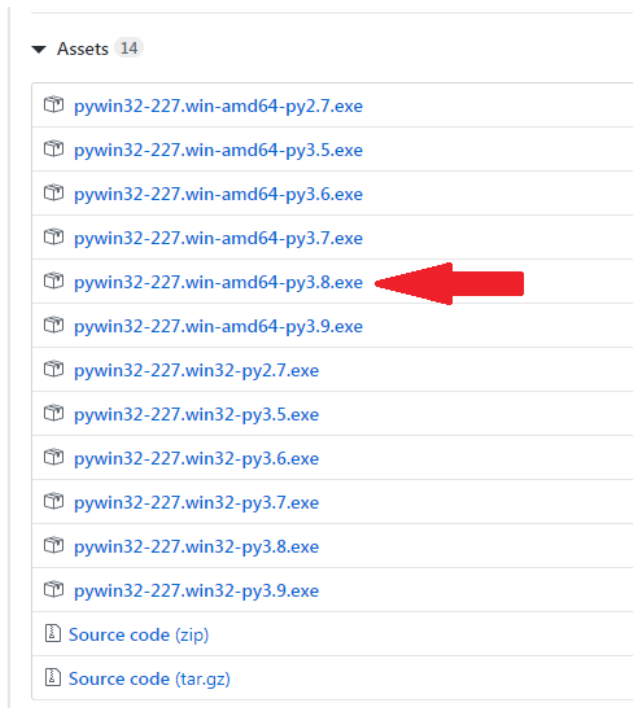 Assets 14
pywin32-227.win-amd64-py2.7.exe
pywin32-227.win-amd64-py3.5.exe
pywin32-227.win-amd64-py3.6.exe
pywin32-227.win-amd64-py3.7.exe
pywin32-227.win-amd64-py3.8.exe
pywin32-227.win-amd64-py3.9.exe
pywin32-227.win32-py2.7.exe
pywin32-227.win32-py3.5.exe
pywin32-227.win32-py3.6.exe
pywin32-227.win32-py3.7.exe
pywin32-227.win32-py3.8.exe
pywin32-227.win32-py3.9.exe
Source code (zip)
Source code (tar.gz)